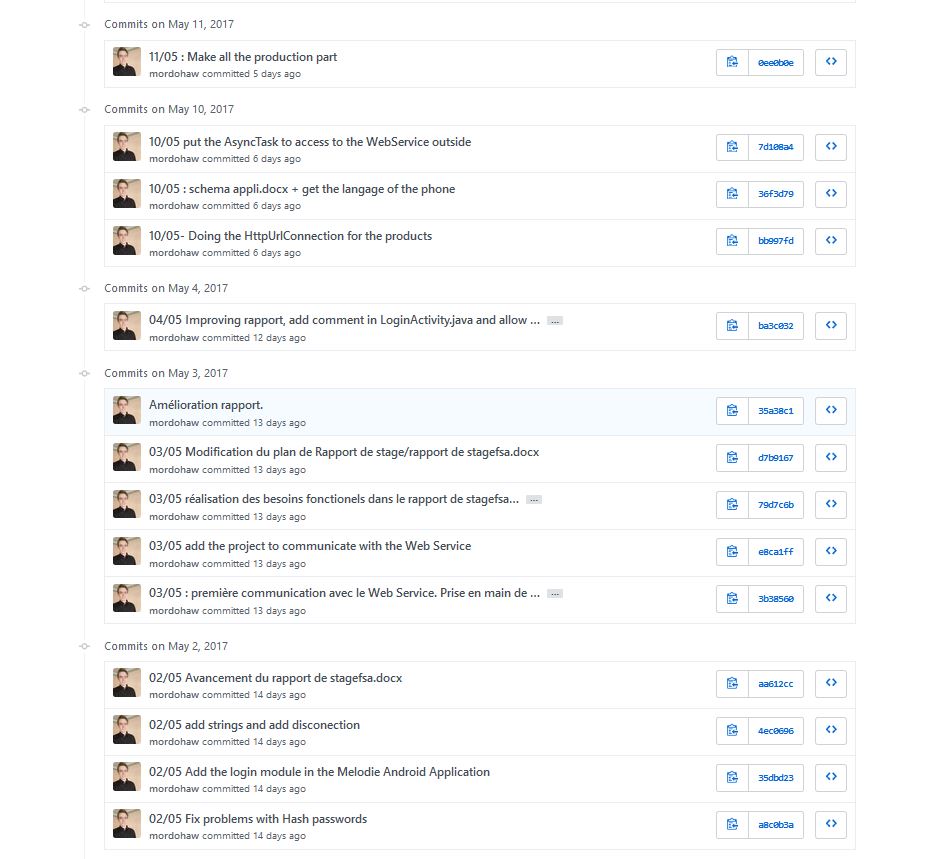 Commits on May 11, 2017
11/05 : Make all the production part
mordohaw committed 5 days ago
0ee0b0e
Commits on May 10, 2017
10/05 put the AsyncTask to access to the WebService outside
mordohaw committed 6 days ago
7d108a4
10/05 : schema appli.docx + get the langage of the phone
mordohaw committed 6 days ago
36f3d79
10/05- Doing the HttpUrlConnection for the products
mordohaw committed 6 days ago
bb997fd
Commits on May 4, 2017
04/05 Improving rapport, add comment in LoginActivity.java and allow ... …
mordohaw committed 12 days ago
ba3c032
Commits on May 3, 2017
Amélioration rapport.
mordohaw committed 13 days ago
35a38c1
03/05 Modification du plan de Rapport de stage/rapport de stagefsa.docx
mordohaw committed 13 days ago
d7b9167
03/05 réalisation des besoins fonctionels dans le rapport de stagefsa... …
mordohaw committed 13 days ago
79d7c6b
03/05 add the project to communicate with the Web Service
mordohaw committed 13 days ago
e8ca1ff
03/05 : première communication avec le Web Service. Prise en main de ... …
mordohaw committed 13 days ago
3b38560
Commits on May 2, 2017
02/05 Avancement du rapport de stagefsa.docx
mordohaw committed 14 days ago
aa612cc
02/05 add strings and add disconection
mordohaw committed 14 days ago
4ec0696
02/05 Add the login module in the Melodie Android Application
mordohaw committed 14 days ago
35dbd23
02/05 Fix problems with Hash passwords
mordohaw committed 14 days ago
a8c0b3a